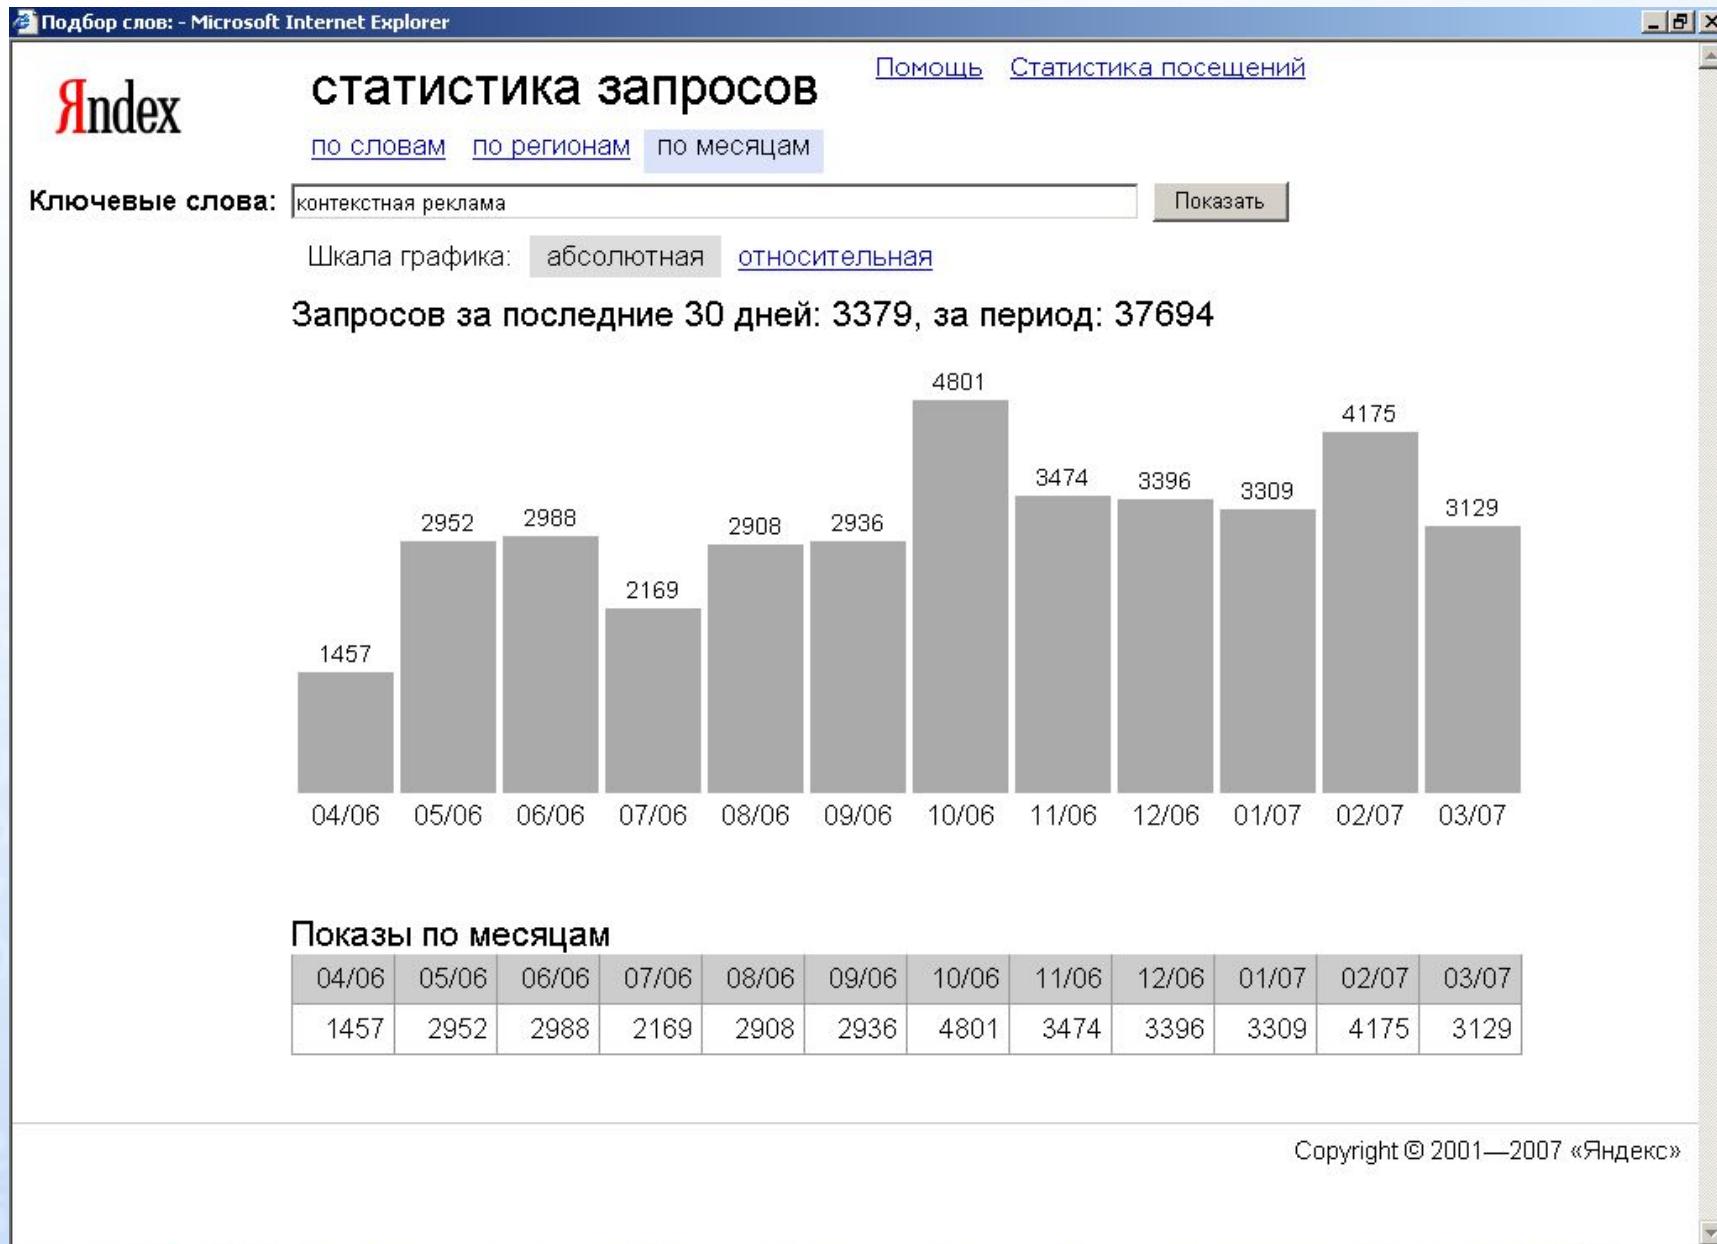 Подбор слов: - Microsoft Internet Explorer
Яndex
статистика запросов
Помощь Статистика посещений
по словам по регионам по месяцам
Ключевые слова: контекстная реклама Показать
Шкала графика: абсолютная относительная
Запросов за последние 30 дней: 3379, за период: 37694
1457 2952 2988 2169 2908 2936 4801 3474 3396 3309 4175 3129
04/06 05/06 06/06 07/06 08/06 09/06 10/06 11/06 12/06 01/07 02/07 03/07
Показы по месяцам
04/06 05/06 06/06 07/06 08/06 09/06 10/06 11/06 12/06 01/07 02/07 03/07
1457 2952 2988 2169 2908 2936 4801 3474 3396 3309 4175 3129
Copyright © 2001—2007 «Яндекс»